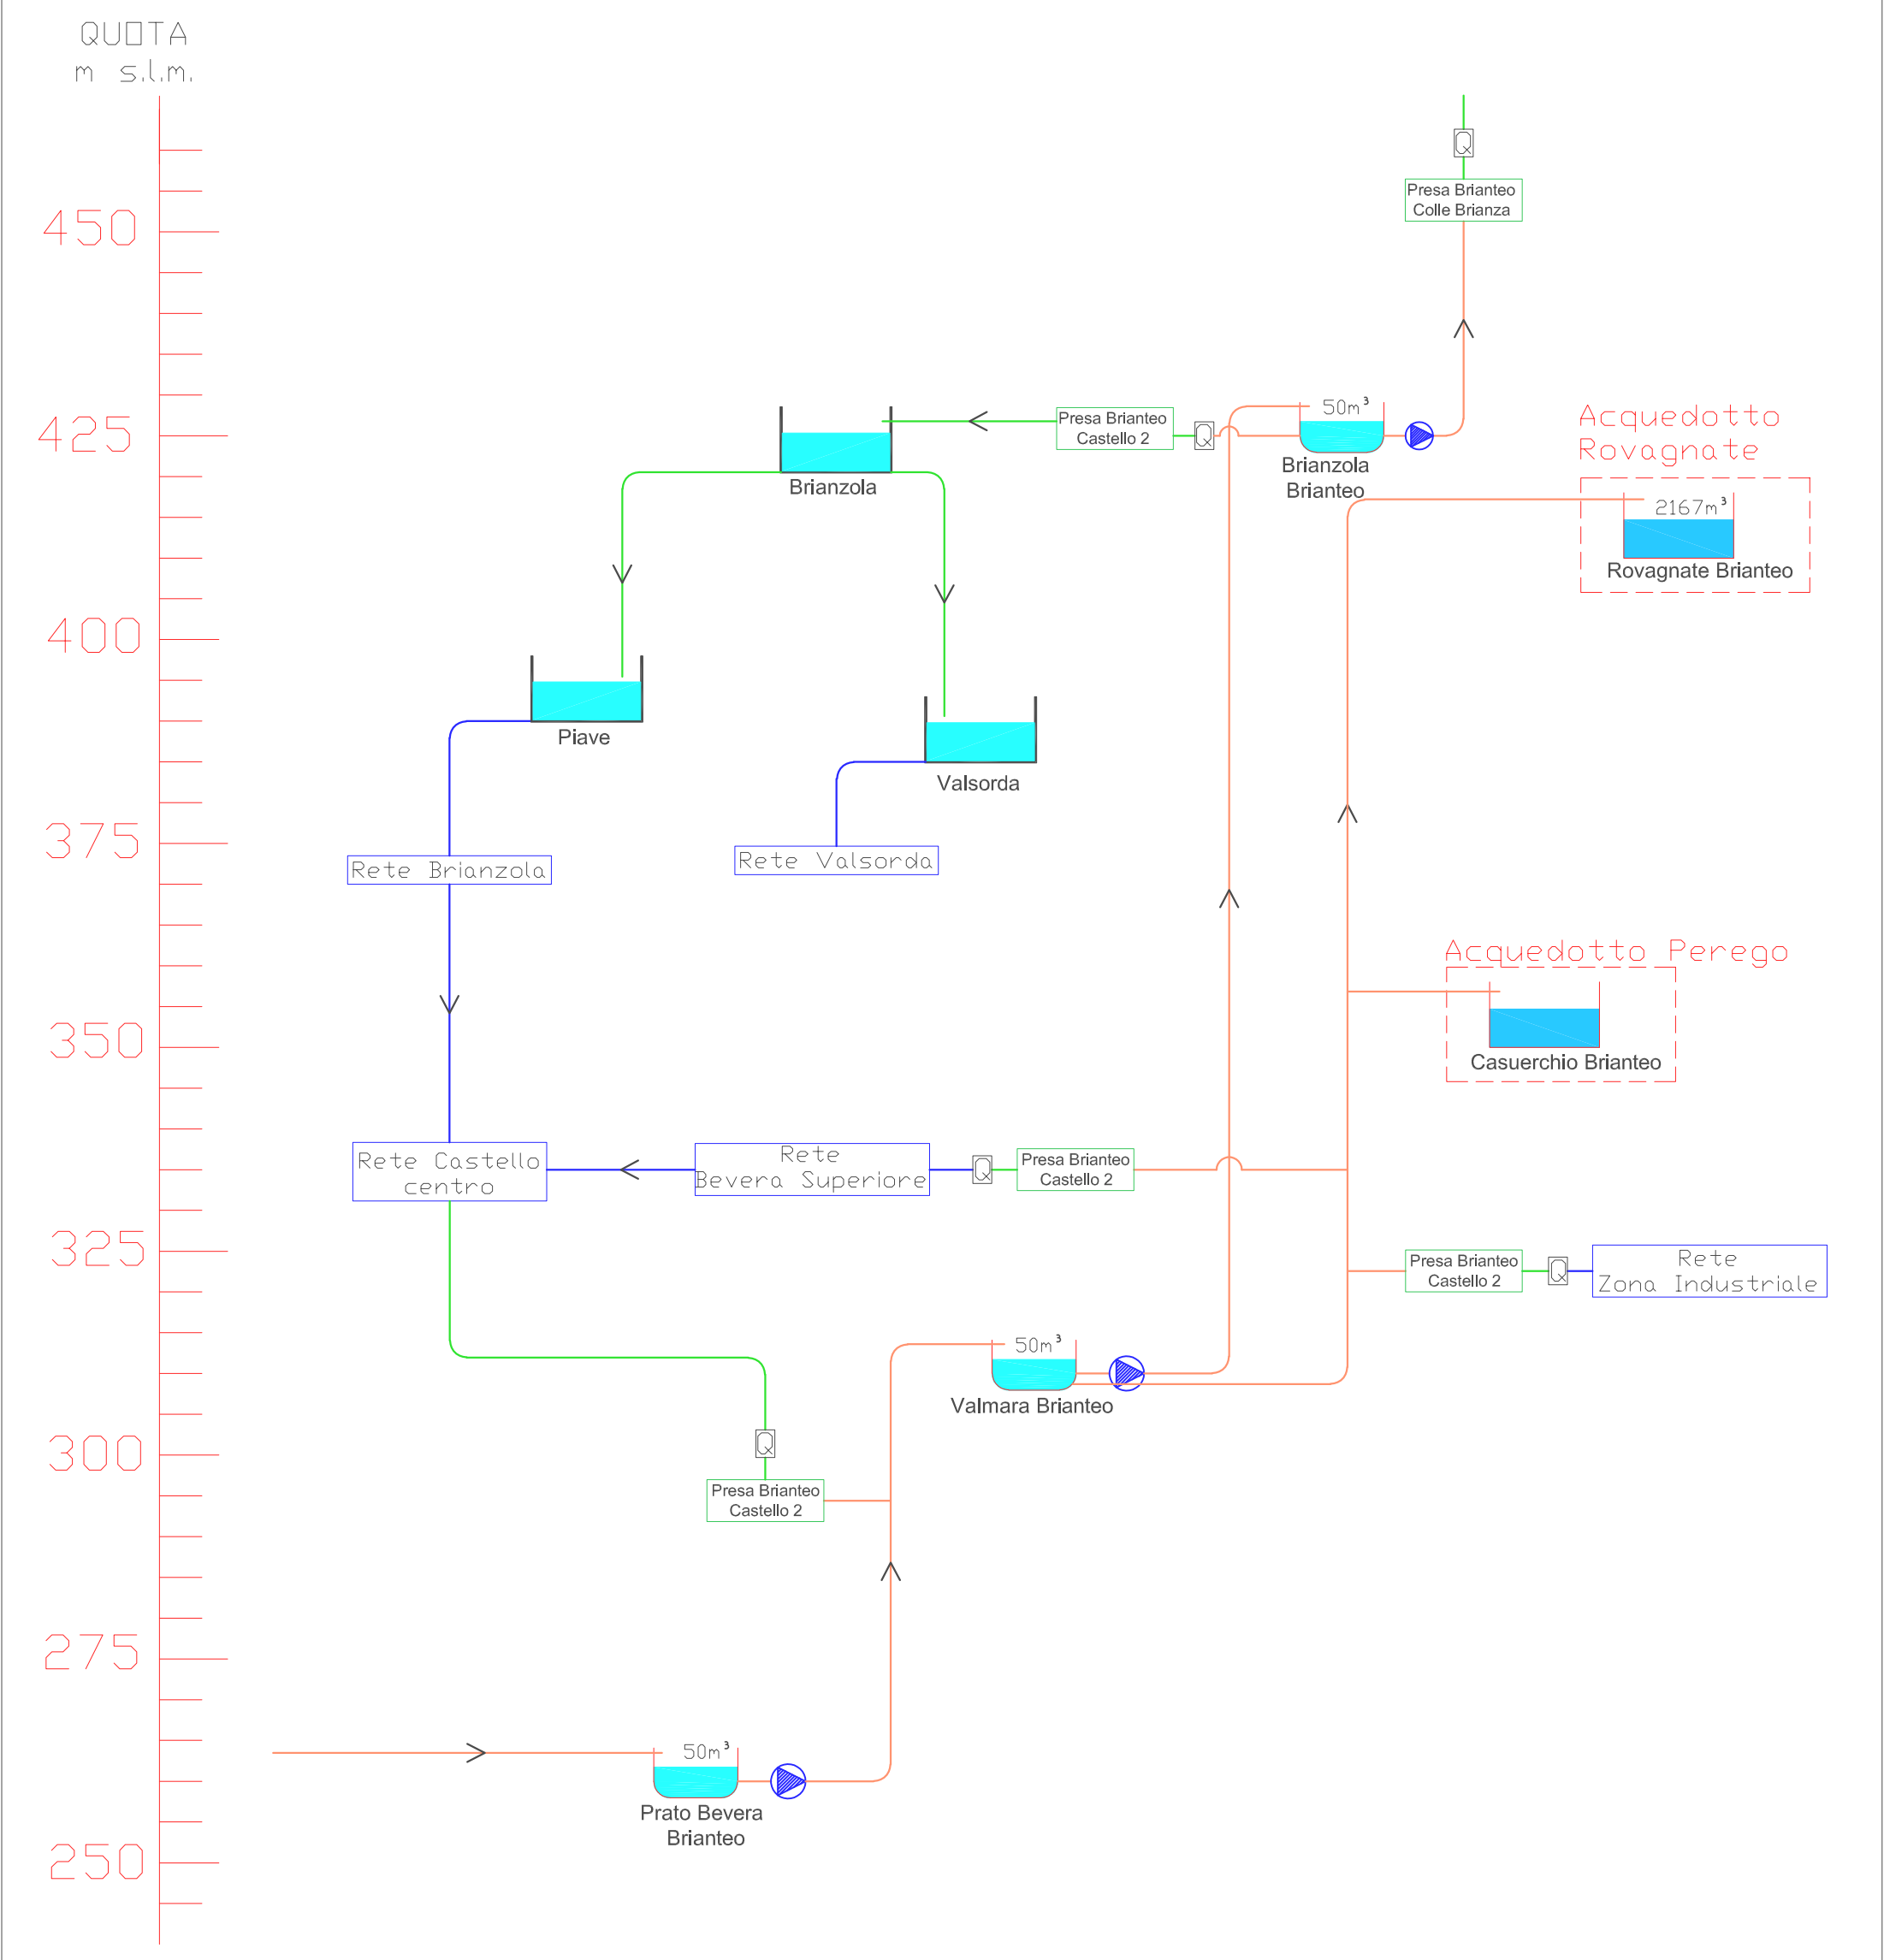 QUOTA
m s.l.m.
Q
Presa Brianteo
Colle Brianza
450
425
Presa Brianteo
Castello 2
Q
50m³
Brianzola
Brianteo
Acquedotto
Rovagnate
2167m³
Rovagnate Brianteo
Brianzola
400
Piave
Valsorda
375
Rete Brianzola
Rete Valsorda
Acquedotto Perego
Casuerchio Brianteo
350
Rete Castello
centro
Rete
Bevera Superiore
Q
Presa Brianteo
Castello 2
325
Presa Brianteo
Castello 2
Q
Rete
Zona Industriale
50m³
Valmara Brianteo
300
Q
Presa Brianteo
Castello 2
275
50m³
Prato Bevera
Brianteo
250